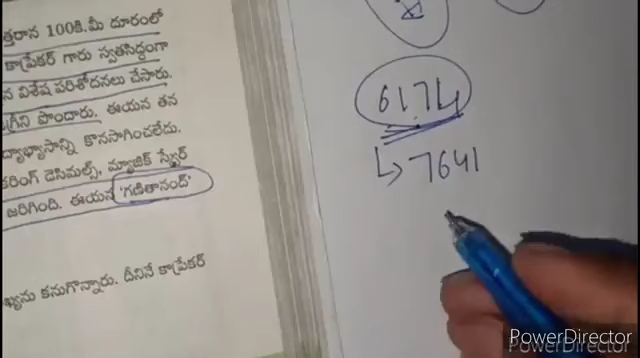 త్తరాన 100కి.మీ దూరంలో
కాప్రేకర్ గారు స్వతసిద్ధంగా
న విశేష పరిశోదనలు చేసారు.
గ్రీని పొందారు. ఈయన తన
ద్యాభ్యాసాన్ని కొనసాగించలేదు.
కరింగ్ డెసిమల్స్, మ్యాజిక్ స్క్వేర్
జరిగింది. ఈయన 'గణితానంద్'
ఖ్యను కనుగొన్నారు. దీనినే కాప్రేకర్
6174
↳ 7641
PowerDirector